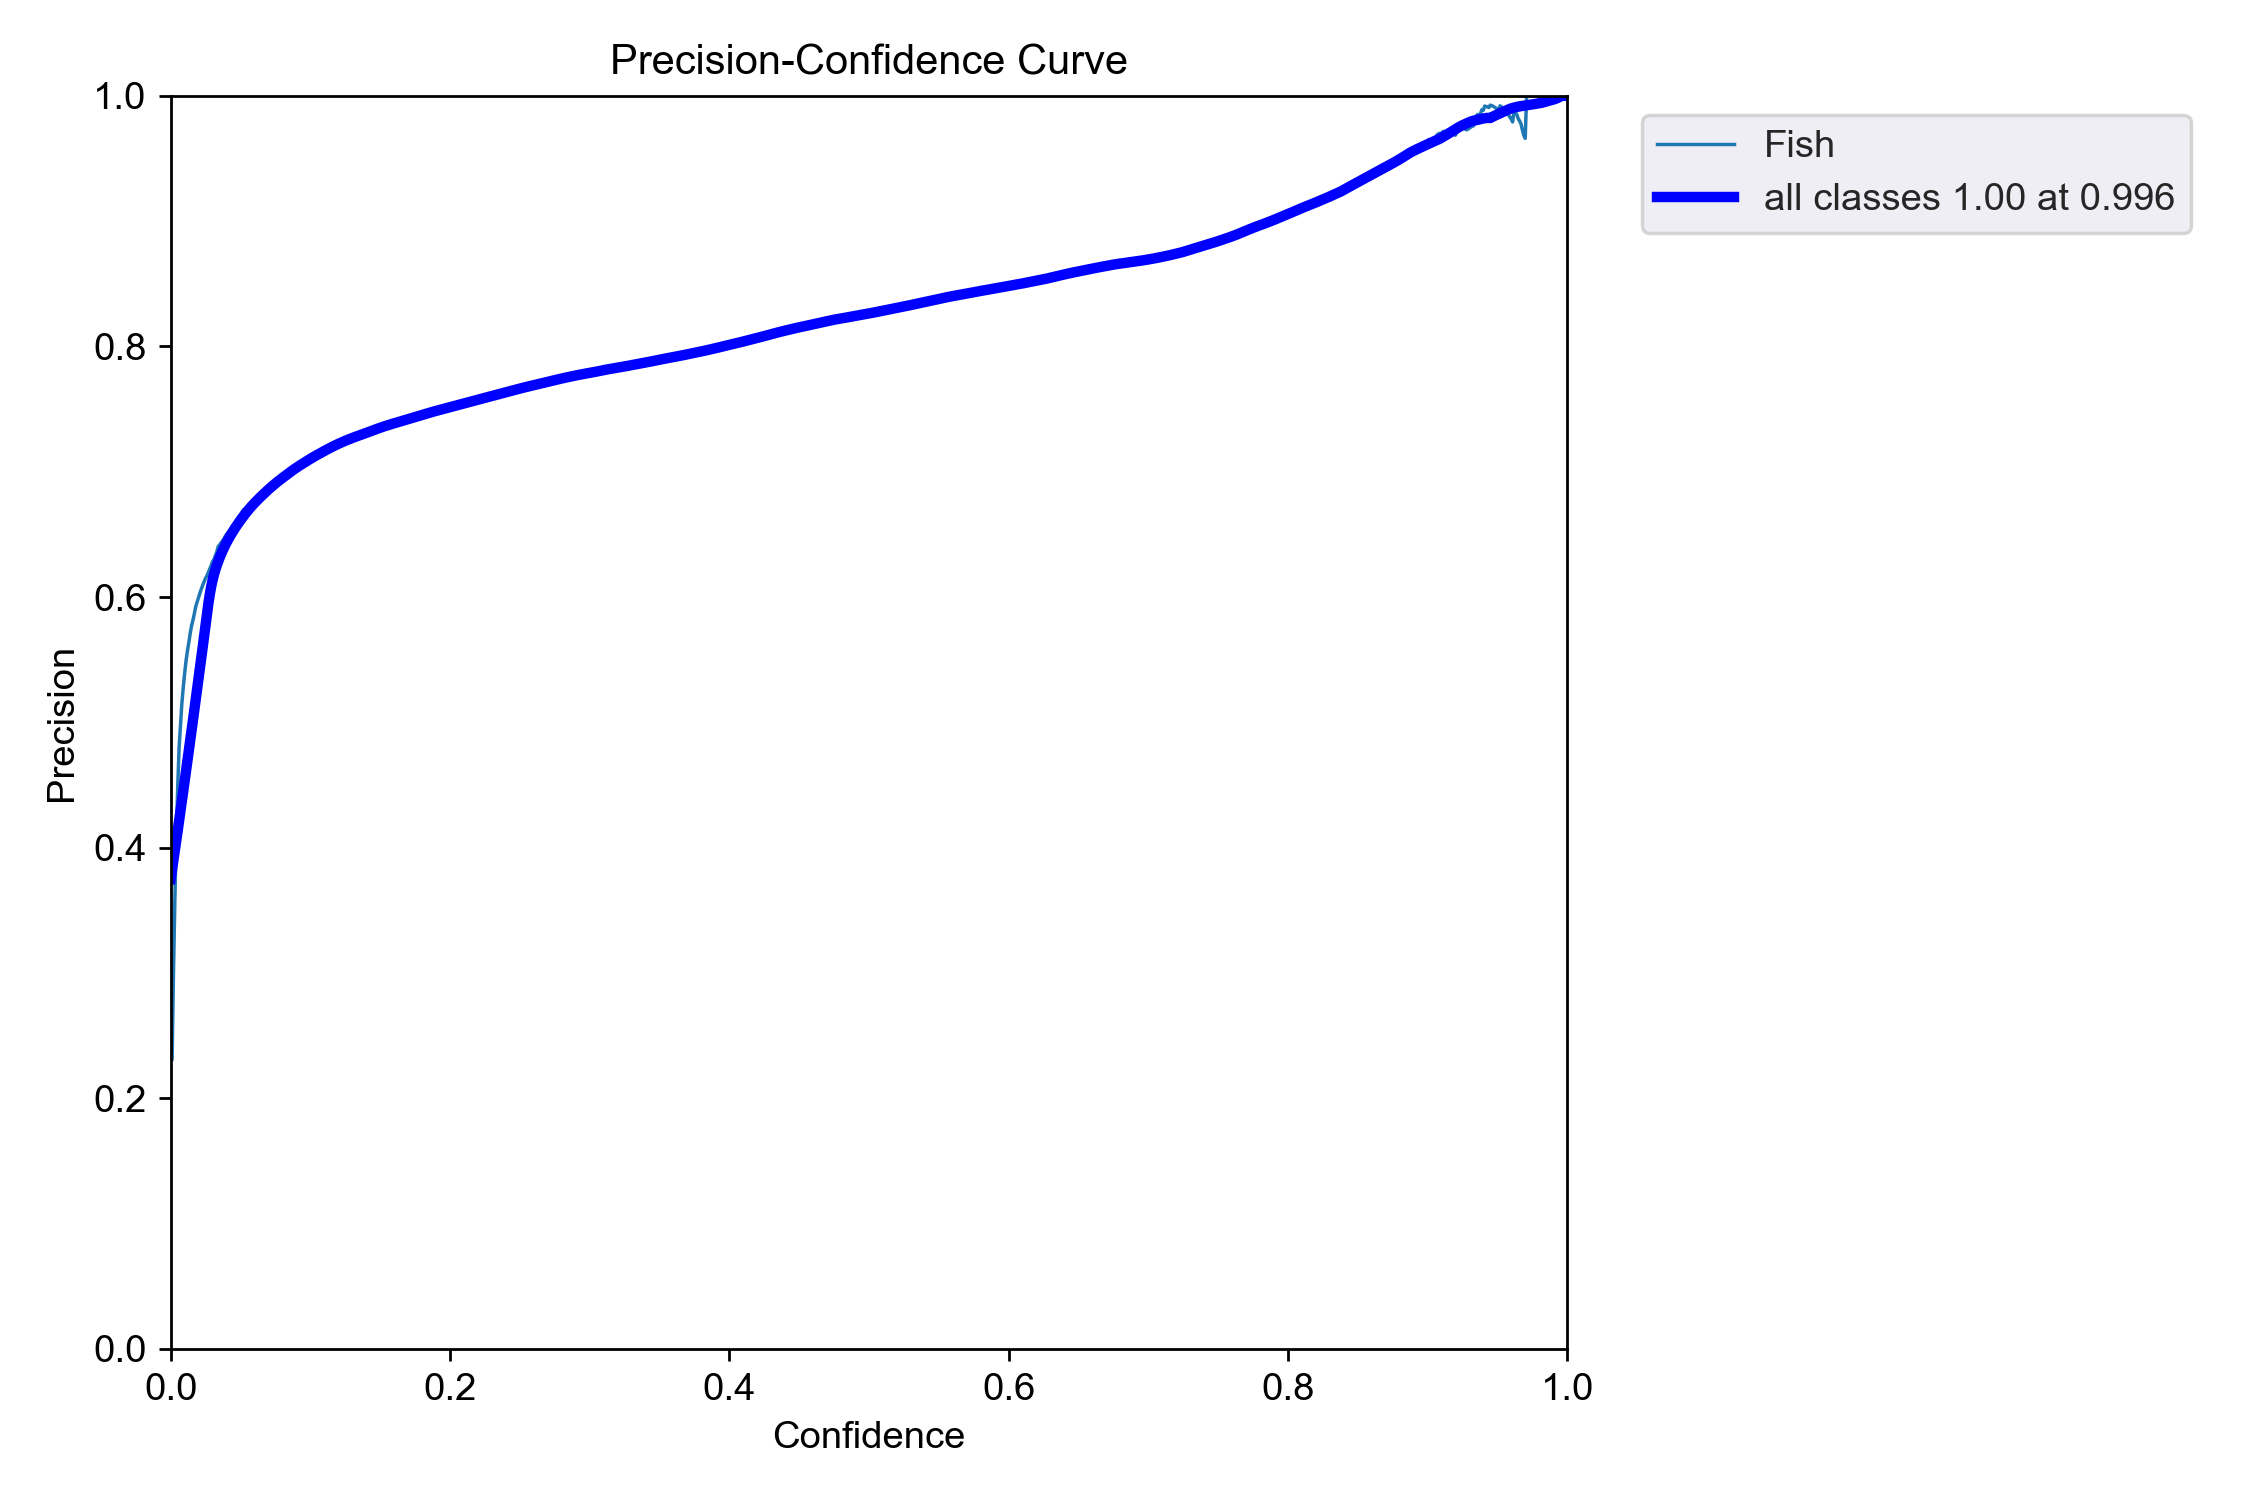 Precision-Confidence Curve
1.0
0.8
0.6
0.4
0.2
0.0
Precision
0.0 0.2 0.4 0.6 0.8 1.0
Confidence
Fish
all classes 1.00 at 0.996